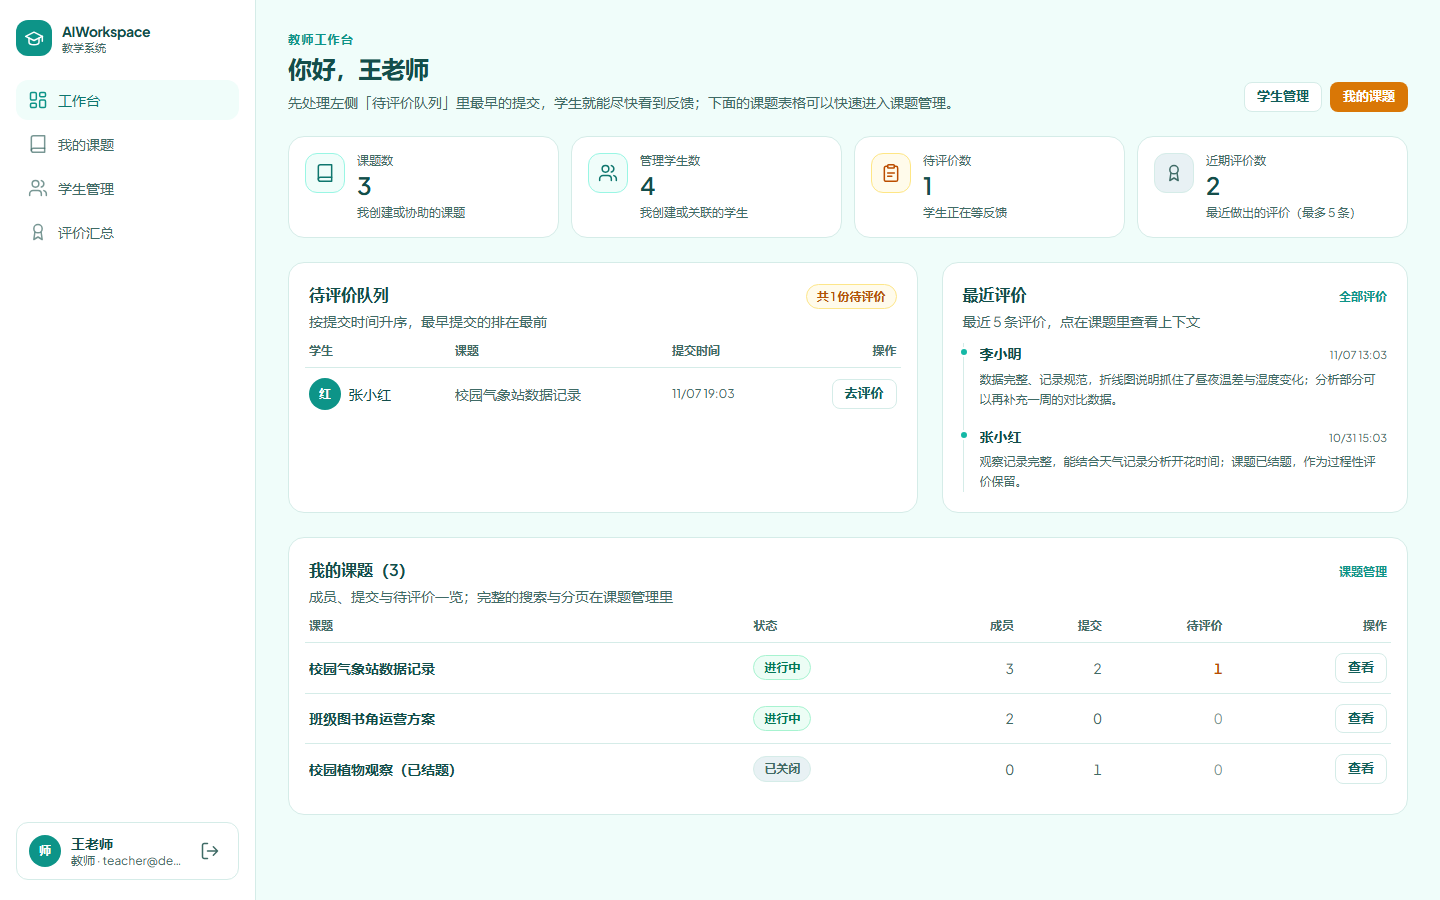 AIWorkspace
教学系统
工作台
我的课题
学生管理
评价汇总
师
王老师
教师 · teacher@de...
教师工作台
你好，王老师
先处理左侧「待评价队列」里最早的提交，学生就能尽快看到反馈；下面的课题表格可以快速进入课题管理。
学生管理
我的课题
课题数
3
我创建或协助的课题
管理学生数
4
我创建或关联的学生
待评价数
1
学生正在等反馈
近期评价数
2
最近做出的评价（最多 5 条）
待评价队列
共 1 份待评价
按提交时间升序，最早提交的排在最前
学生 课题 提交时间 操作
红 张小红 校园气象站数据记录 11/07 19:03 去评价
最近评价
全部评价
最近 5 条评价，点在课题里查看上下文
李小明 11/07 13:03
数据完整、记录规范，折线图说明抓住了昼夜温差与湿度变化；分析部分可
以再补充一周的对比数据。
张小红 10/31 15:03
观察记录完整，能结合天气记录分析开花时间；课题已结题，作为过程性评
价保留。
我的课题（3）
课题管理
成员、提交与待评价一览；完整的搜索与分页在课题管理里
课题 状态 成员 提交 待评价 操作
校园气象站数据记录 进行中 3 2 1 查看
班级图书角运营方案 进行中 2 0 0 查看
校园植物观察（已结题） 已关闭 0 1 0 查看